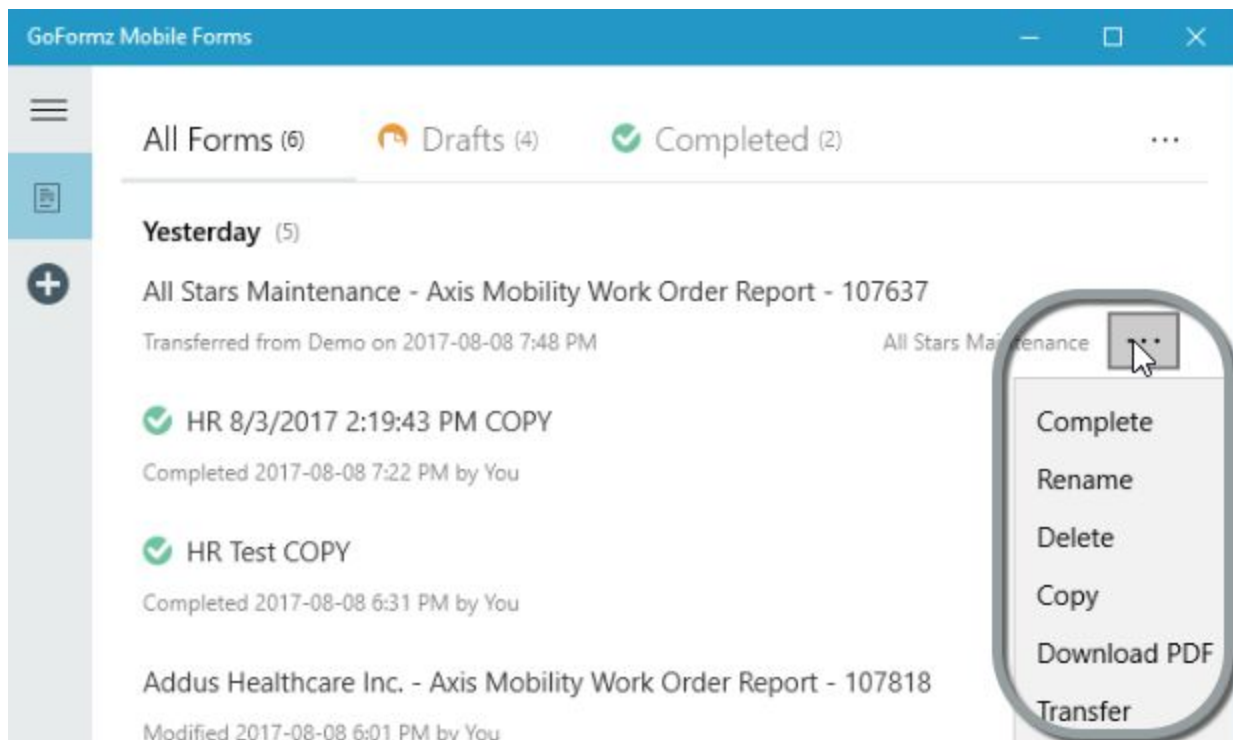 GoFormz Mobile Forms
All Forms (6) Drafts (4) Completed (2) ...
Yesterday (5)
All Stars Maintenance - Axis Mobility Work Order Report - 107637
Transferred from Demo on 2017-08-08 7:48 PM All Stars Maintenance ...
HR 8/3/2017 2:19:43 PM COPY
Complete
Completed 2017-08-08 7:22 PM by You
Rename
HR Test COPY
Delete
Completed 2017-08-08 6:31 PM by You
Copy
Download PDF
Addus Healthcare Inc. - Axis Mobility Work Order Report - 107818
Transfer
Modified 2017-08-08 6:01 PM by You